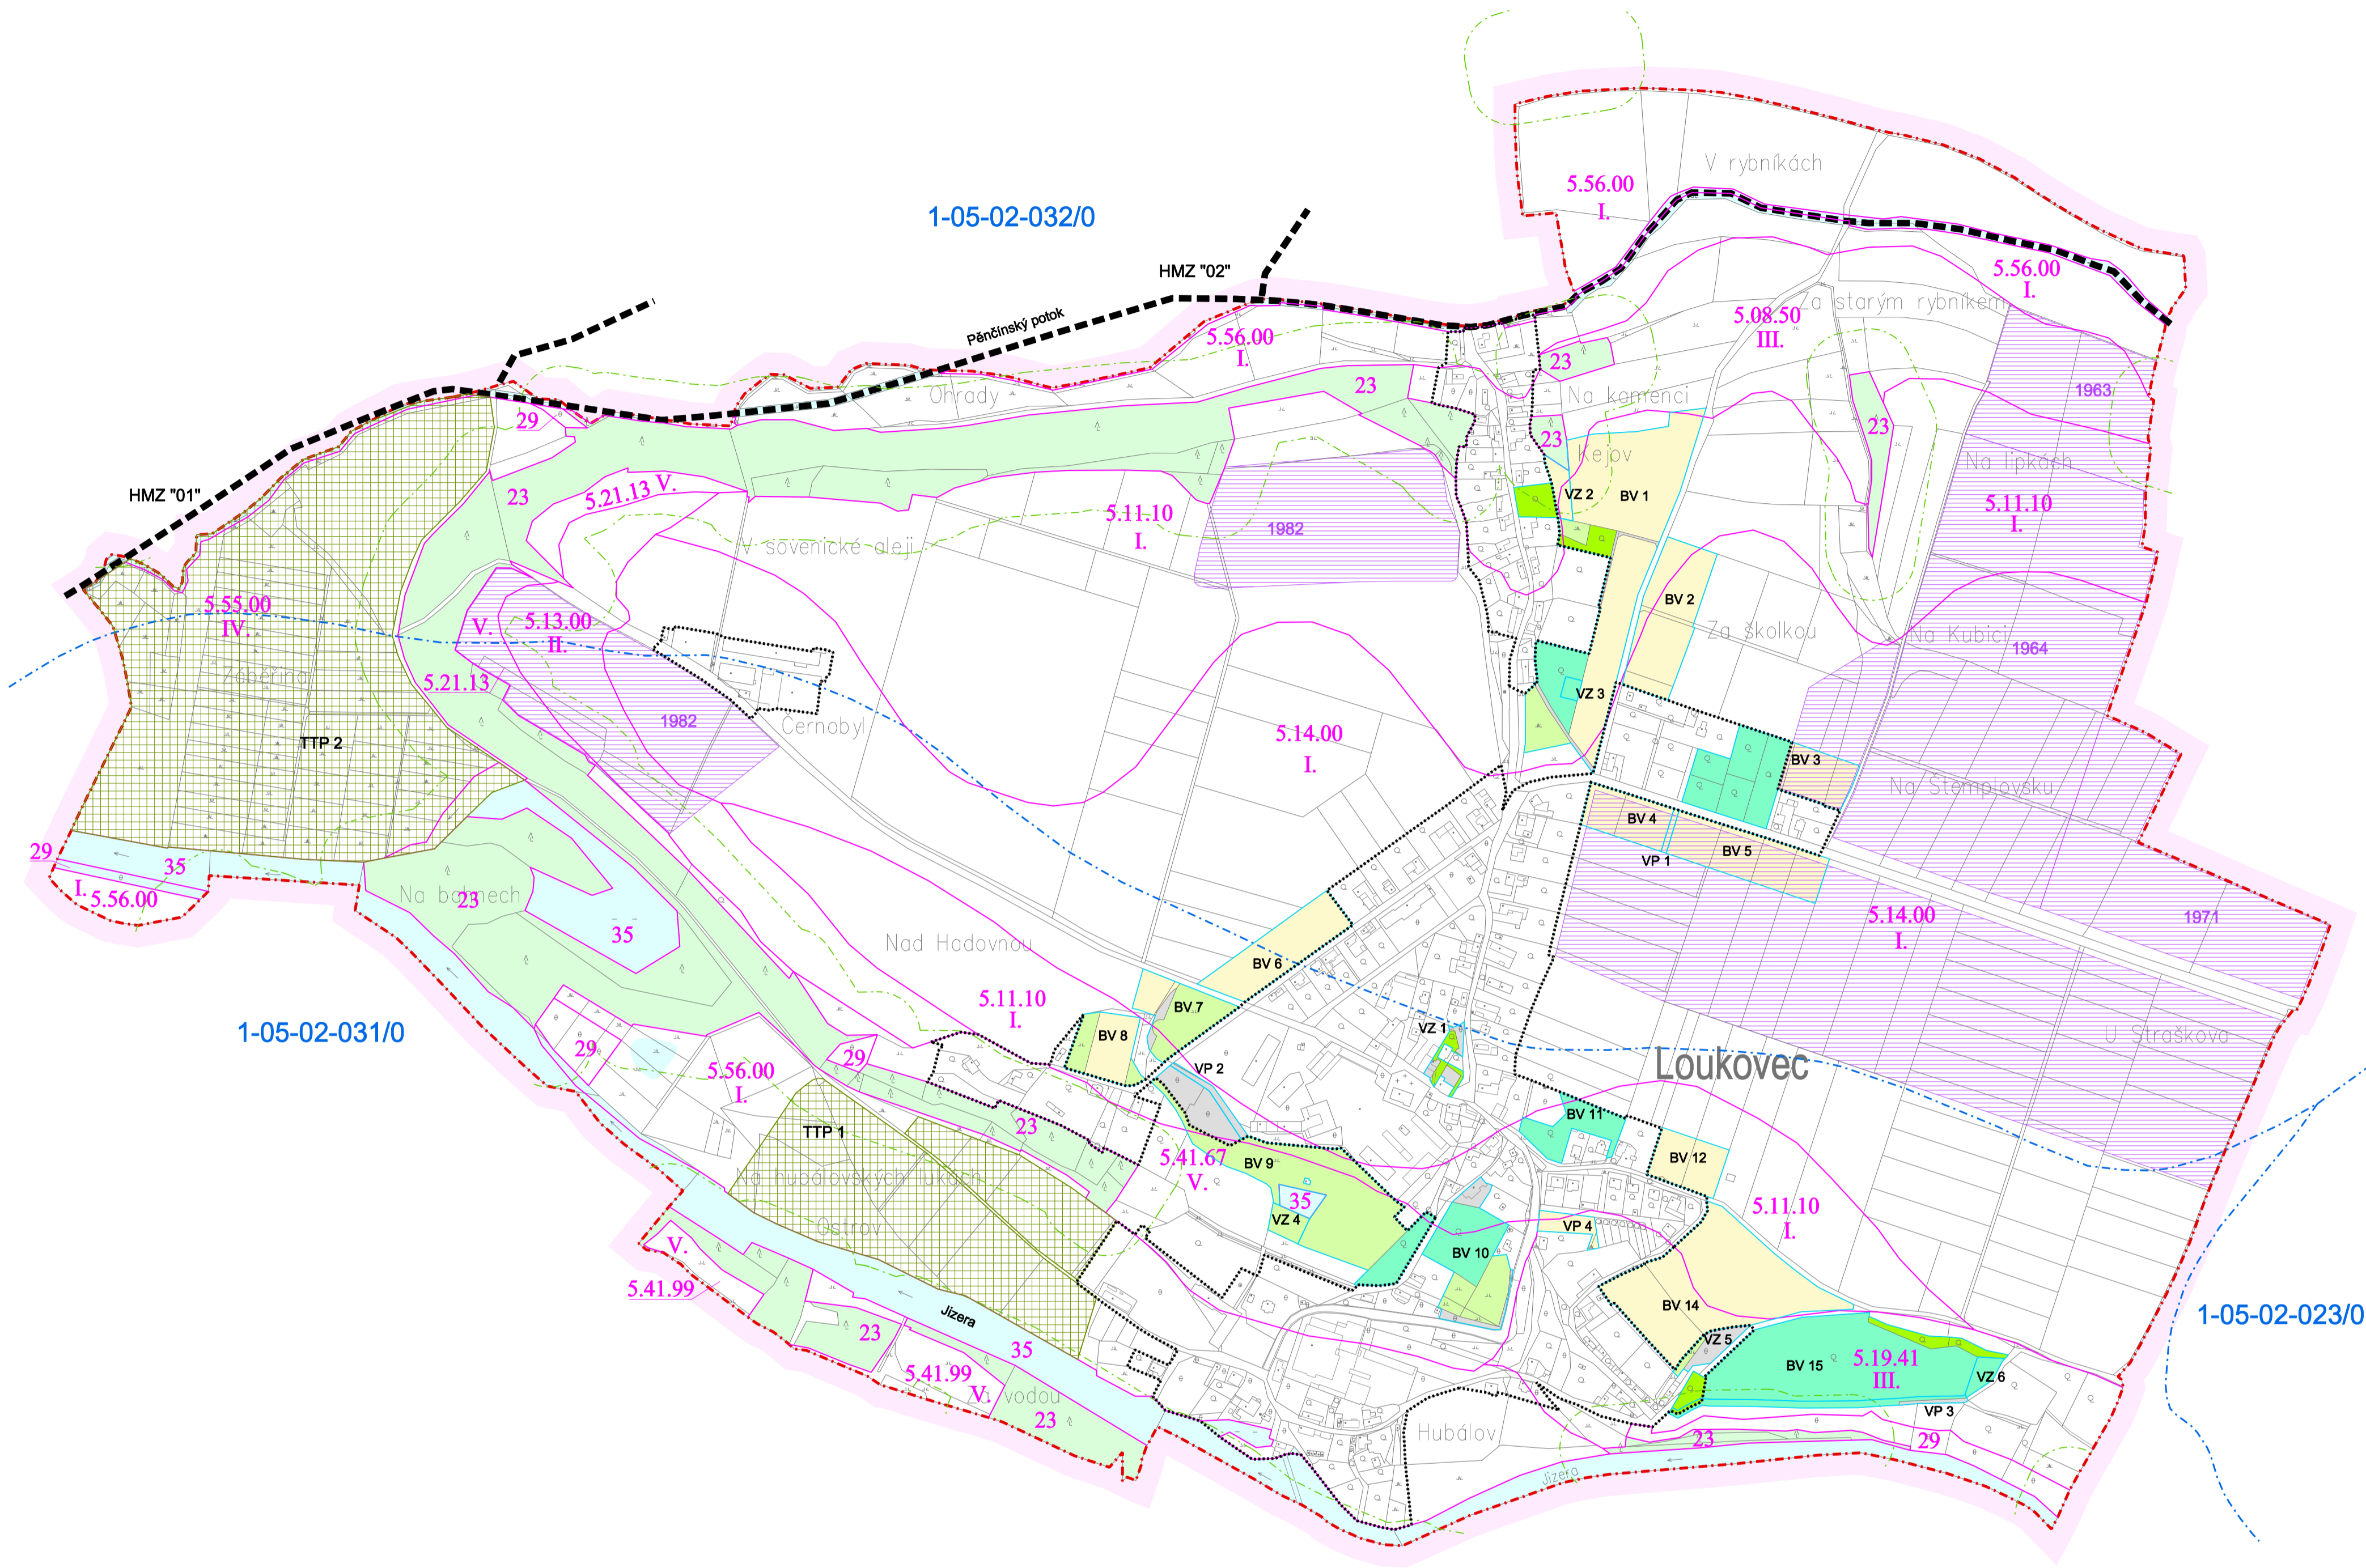 V rybníkách
5.56.00
I.
1-05-02-032/0
HMZ "02"
5.56.00
I.
Za starým rybníkem
5.08.50
III.
Pěnčínský potok
5.56.00
I.
23
Na kamenci
23
Ohrady
1963
29
23
23
Kejov
Na lipkách
HMZ "01"
23
5.21.13 V.
VZ 2
BV 1
5.11.10
I.
5.11.10
I.
1982
V sovenické aleji
5.55.00
IV.
V.
5.13.00
II.
BV 2
Za školkou
Na Kubici
1964
Zabeřina
5.21.13
VZ 3
1982
Černobyl
TTP 2
5.14.00
I.
BV 3
Na Štemplovsku
BV 4
BV 5
VP 1
29
35
I.
5.56.00
Na bahnech
23
35
5.14.00
I.
1971
Nad Hadovnou
BV 6
5.11.10
I.
BV 7
BV 8
1-05-02-031/0
29
29
VZ 1
U Straškova
Loukovec
5.56.00
I.
VP 2
BV 11
23
TTP 1
5.41.67
V.
BV 9
BV 12
Na hubálovských lukách
35
VZ 4
5.11.10
I.
Ostrov
VP 4
V.
BV 10
5.41.99
BV 14
1-05-02-023/0
Jizera
23
35
VZ 5
BV 15
5.19.41
III.
5.41.99
V.
VZ 6
Za vodou
23
VP 3
Hubálov
23
29
Jizera